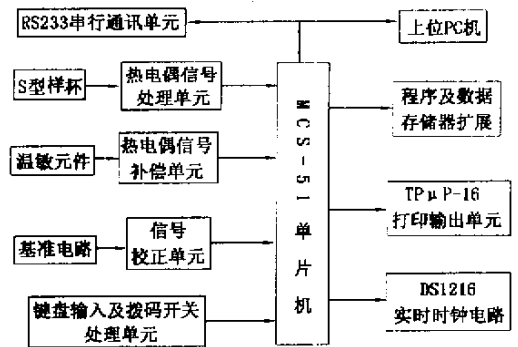 RS233串行通讯单元
上位PC机
S型样杯
热电偶信号
处理单元
程序及数据
存储器扩展
温敏元件
热电偶信号
补偿单元
MCS-51单片机
TPμP-16
打印输出单元
基准电路
信号
校正单元
键盘输入及拨码开关
处理单元
DS1216
实时时钟电路